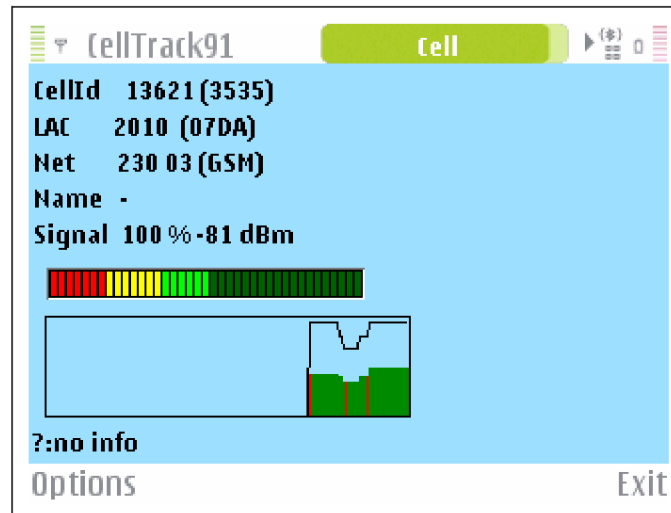 CellTrack91 Cell
CellId 13621(3535)
LAC 2010 (07DA)
Net 230 03(GSM)
Name -
Signal 100 %-81 dBm
?:no info
Options Exit